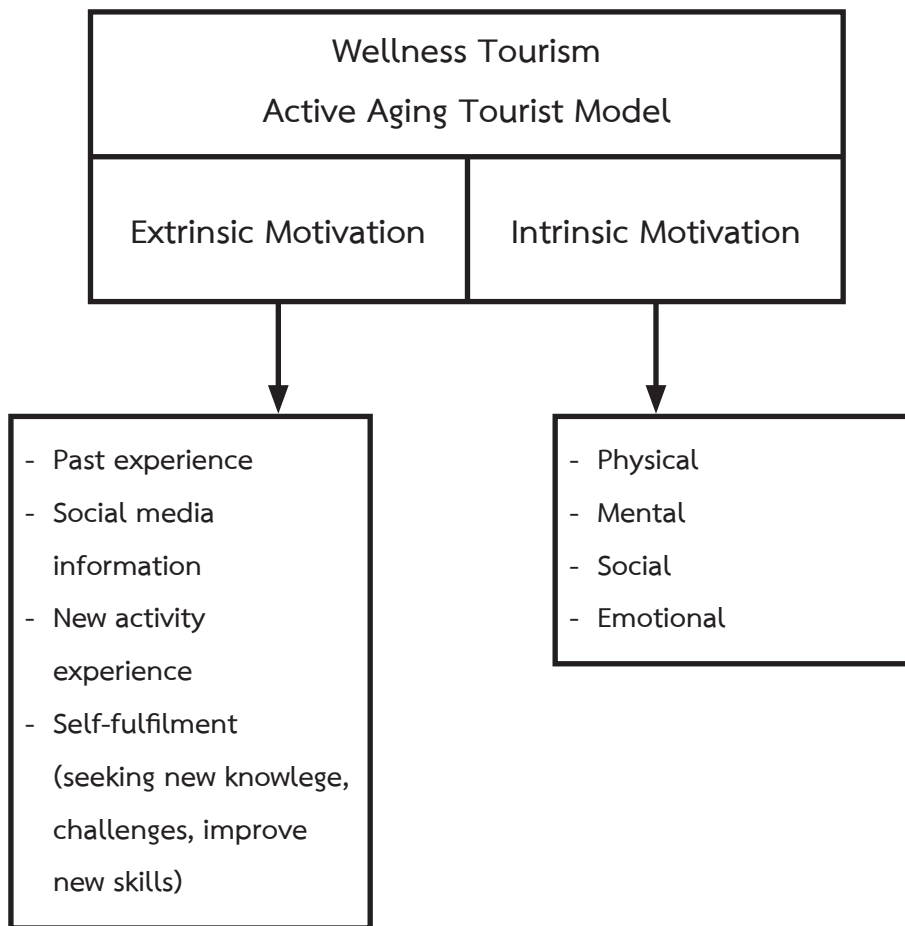 Wellness Tourism
Active Aging Tourist Model
Extrinsic Motivation
Intrinsic Motivation
- Past experience
- Social media
information
- New activity
experience
- Self-fulfilment
(seeking new knowlege,
challenges, improve
new skills)
- Physical
- Mental
- Social
- Emotional